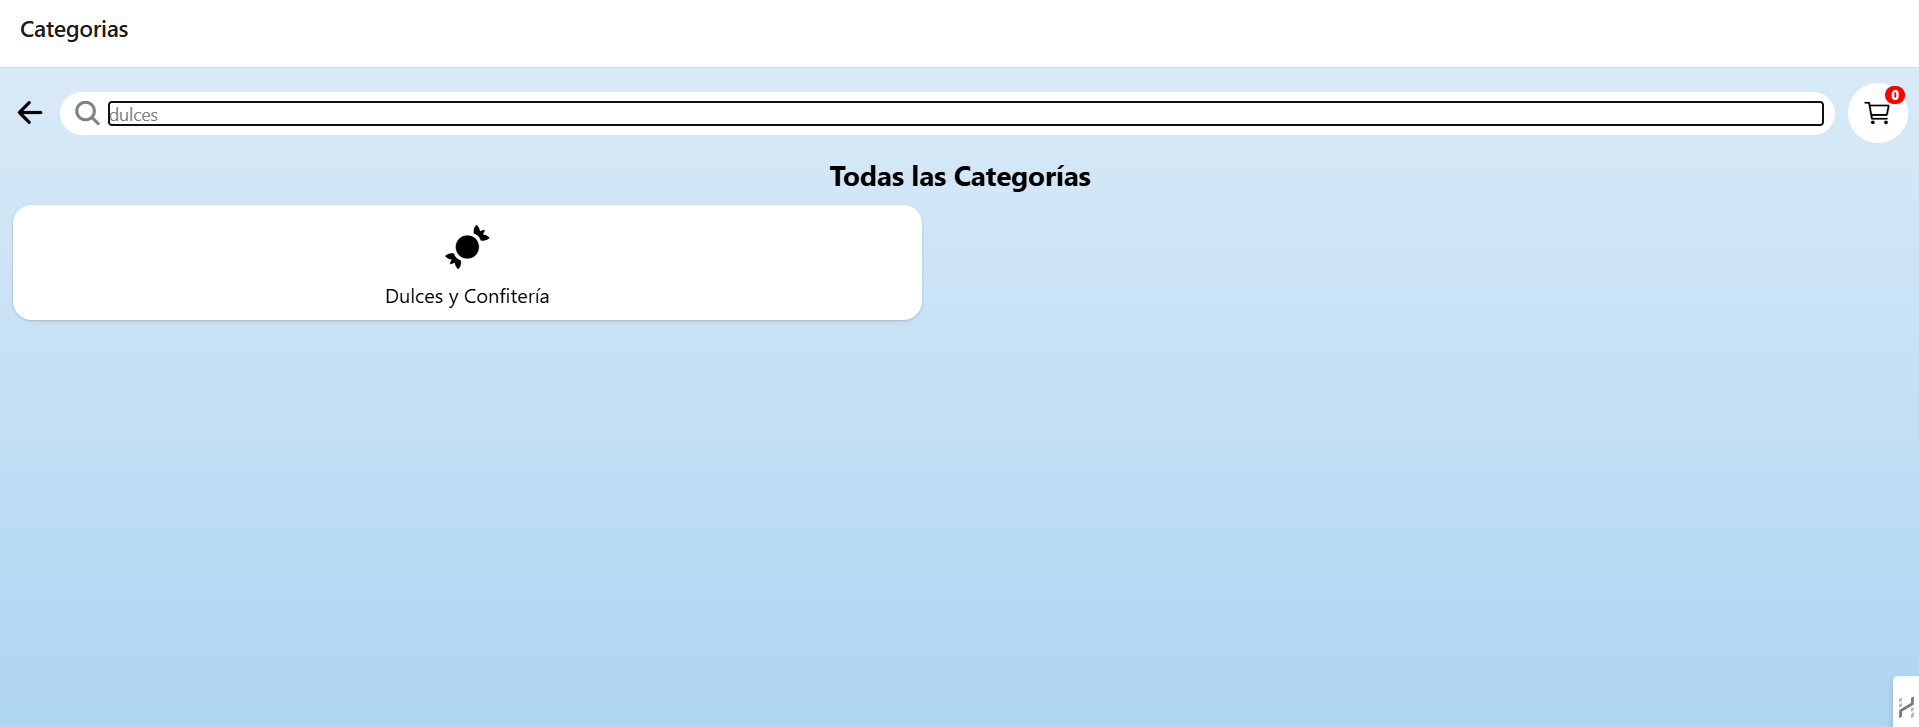 Categorias
dulces
0
Todas las Categorías
Dulces y Confitería